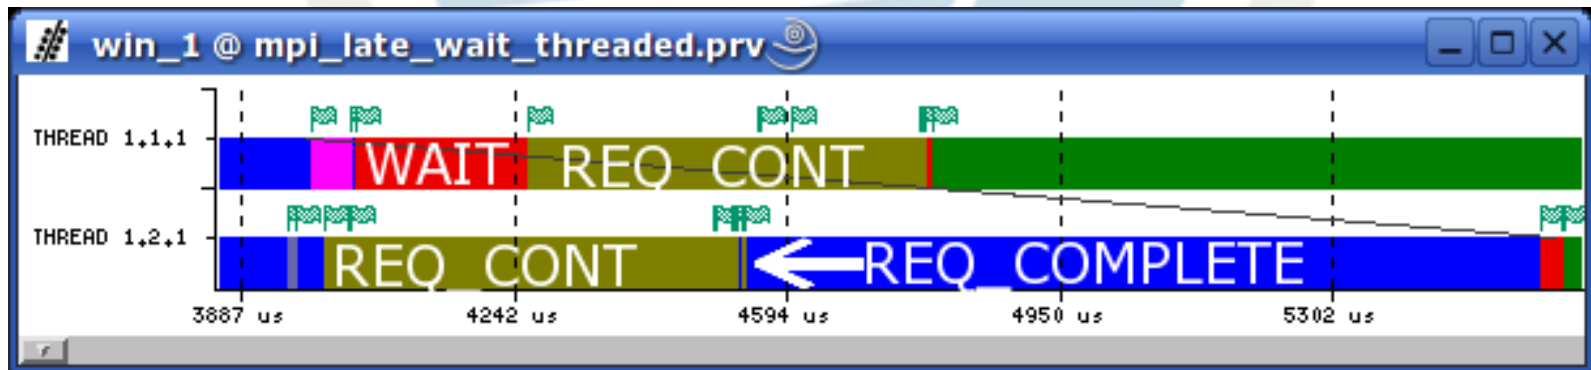 win_1 @ mpi_late_wait_threaded.prv
THREAD 1.1.1
WAIT REQ_CONT
THREAD 1.2.1
REQ_CONT REQ_COMPLETE
3887 us 4242 us 4594 us 4950 us 5302 us